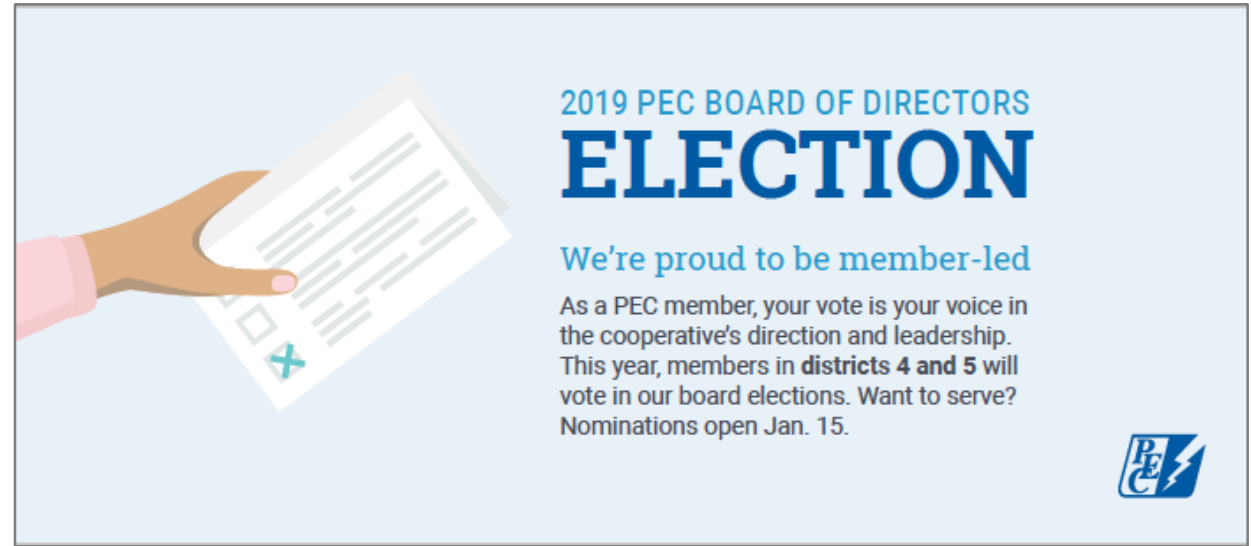 2019 PEC BOARD OF DIRECTORS
ELECTION
We're proud to be member-led
As a PEC member, your vote is your voice in
the cooperative's direction and leadership.
This year, members in districts 4 and 5 will
vote in our board elections. Want to serve?
Nominations open Jan. 15.
PEC